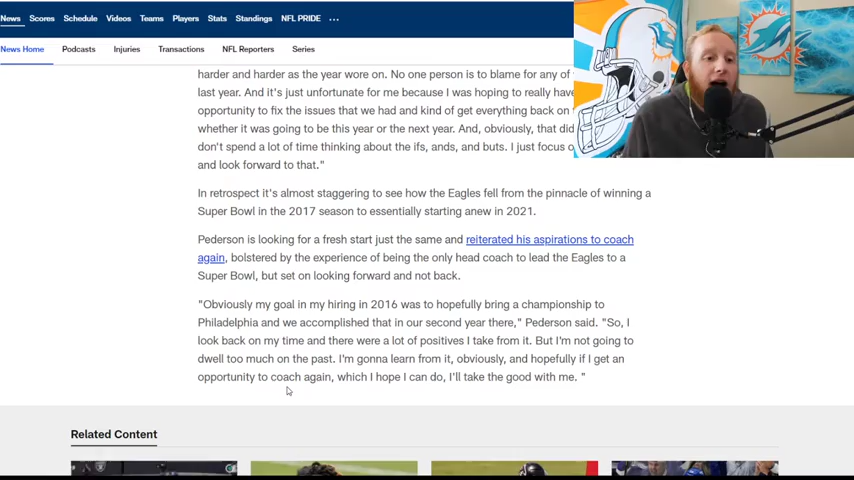 News Scores Schedule Videos Teams Players Stats Standings NFL PRIDE ...
News Home Podcasts Injuries Transactions NFL Reporters Series
harder and harder as the year wore on. No one person is to blame for any of
last year. And it's just unfortunate for me because I was hoping to really have
opportunity to fix the issues that we had and kind of get everything back on
whether it was going to be this year or the next year. And, obviously, that did
don't spend a lot of time thinking about the ifs, ands, and buts. I just focus
and look forward to that."
In retrospect it's almost staggering to see how the Eagles fell from the pinnacle of winning a
Super Bowl in the 2017 season to essentially starting anew in 2021.
Pederson is looking for a fresh start just the same and reiterated his aspirations to coach
again, bolstered by the experience of being the only head coach to lead the Eagles to a
Super Bowl, but set on looking forward and not back.
"Obviously my goal in my hiring in 2016 was to hopefully bring a championship to
Philadelphia and we accomplished that in our second year there," Pederson said. "So, I
look back on my time and there were a lot of positives I take from it. But I'm not going to
dwell too much on the past. I'm gonna learn from it, obviously, and hopefully if I get an
opportunity to coach again, which I hope I can do, I'll take the good with me. "
Related Content